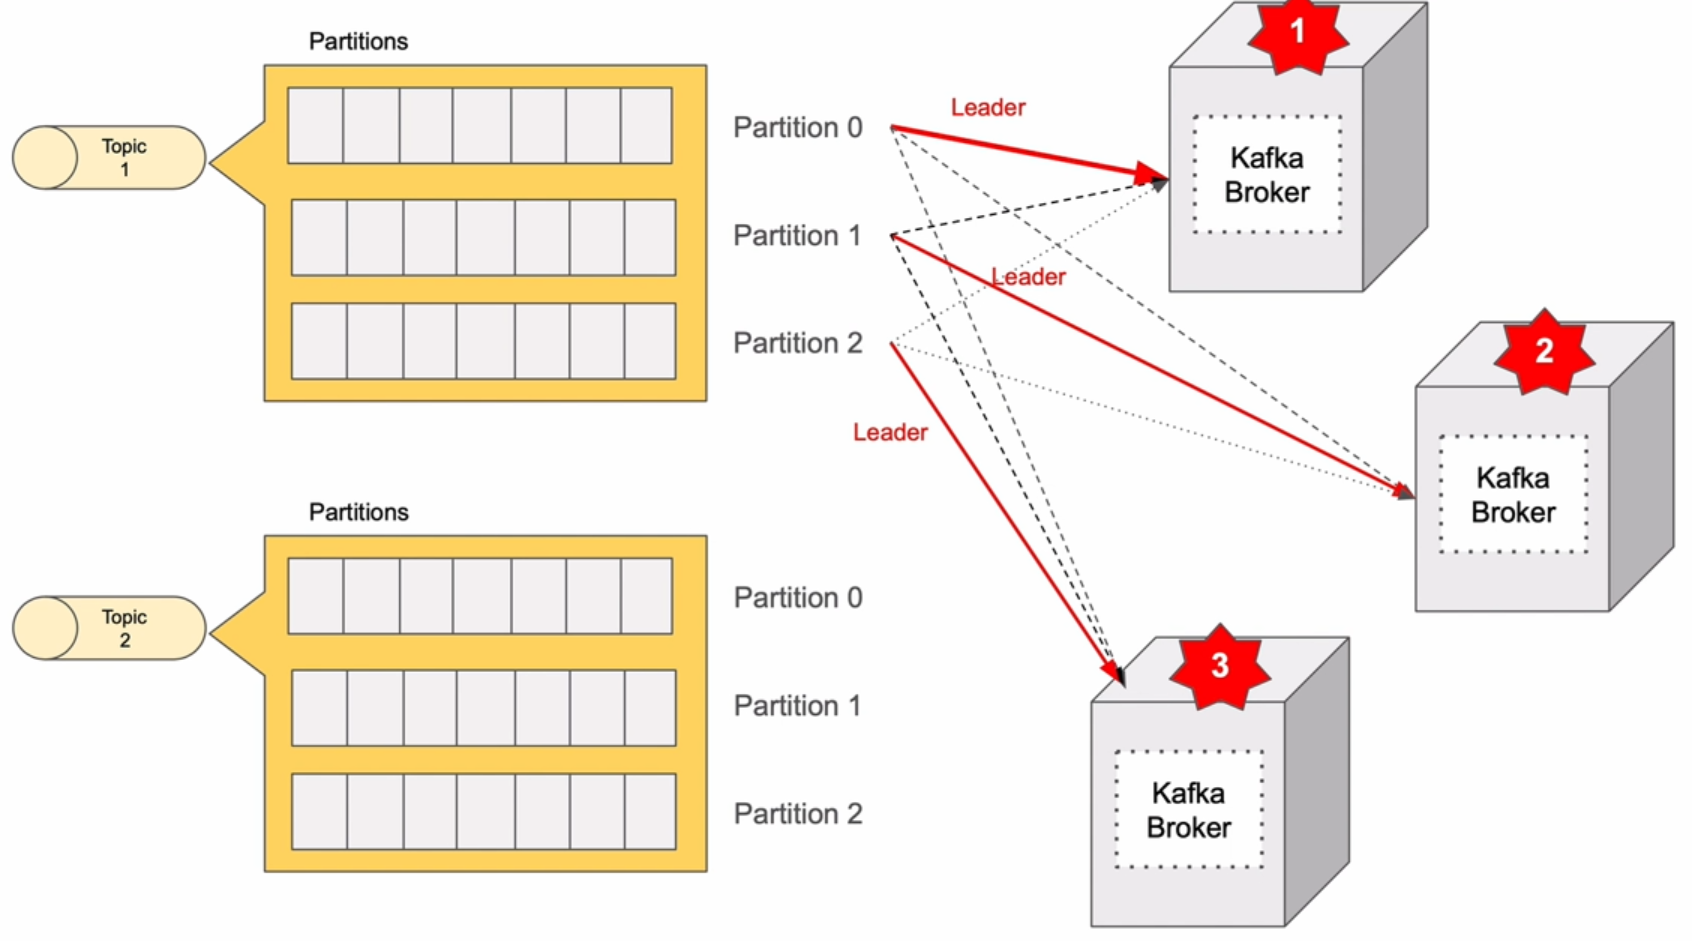 Partitions
Topic
1
Partition 0
Partition 1
Partition 2
Leader
Leader
Leader
1
Kafka
Broker
2
Kafka
Broker
Partitions
Topic
2
Partition 0
Partition 1
Partition 2
3
Kafka
Broker